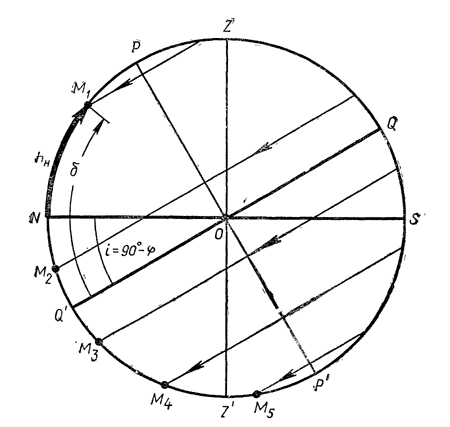 Z
P
M₁
Q
δ
hн
N
O
S
i=90°-φ
M₂
Q'
M₃
M₄
Z'
M₅
P'